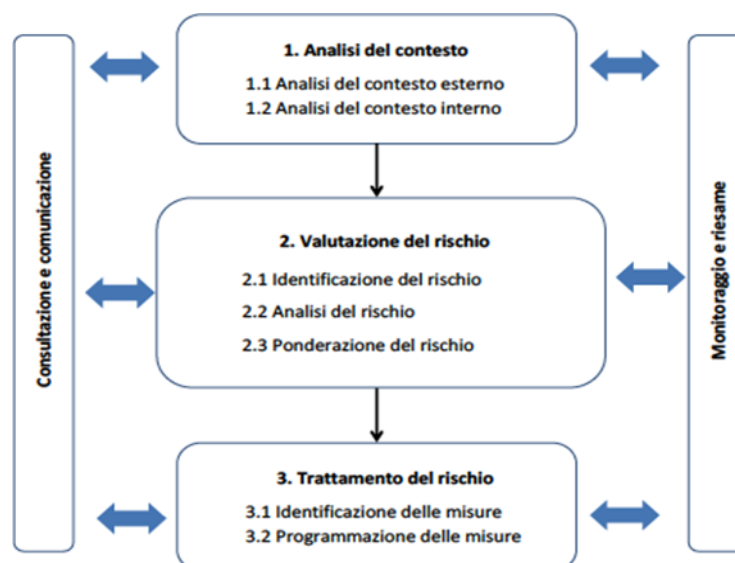 Consultazione e comunicazione
1. Analisi del contesto
1.1 Analisi del contesto esterno
1.2 Analisi del contesto interno
2. Valutazione del rischio
2.1 Identificazione del rischio
2.2 Analisi del rischio
2.3 Ponderazione del rischio
3. Trattamento del rischio
3.1 Identificazione delle misure
3.2 Programmazione delle misure
Monitoraggio e riesame